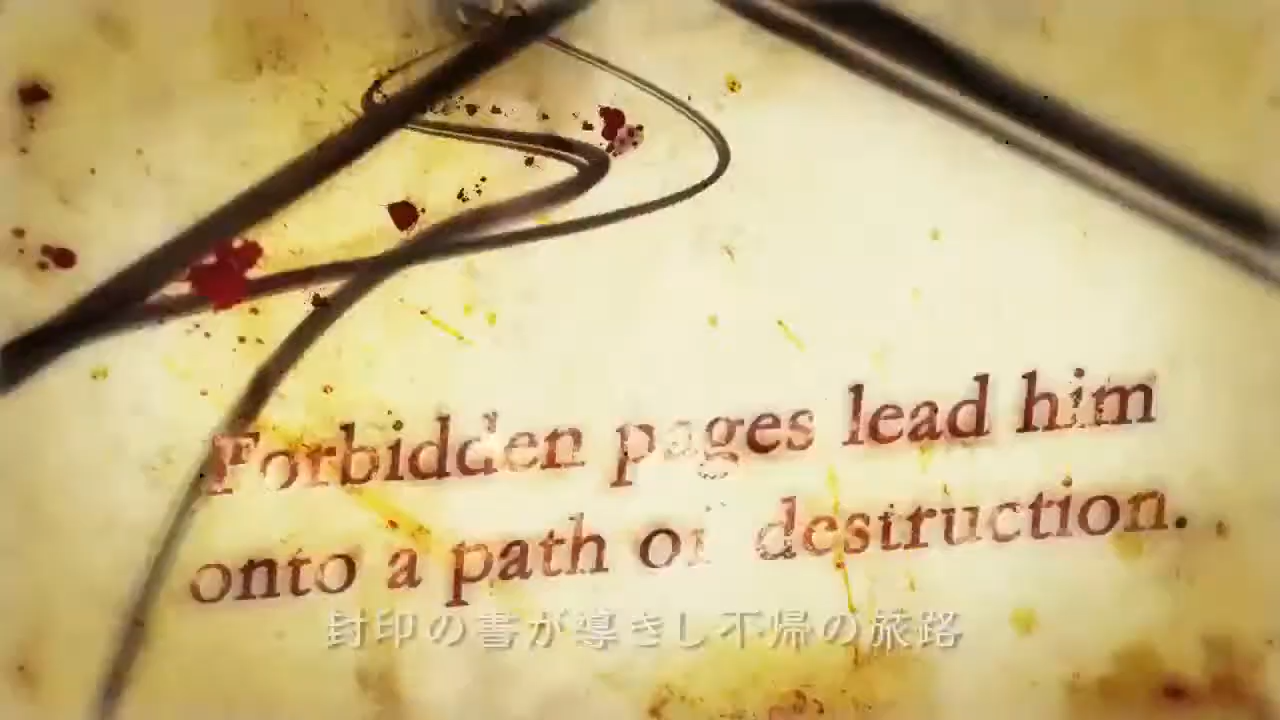 Forbidden pages lead him
onto a path of destruction.
封印の書が導きし不帰の旅路